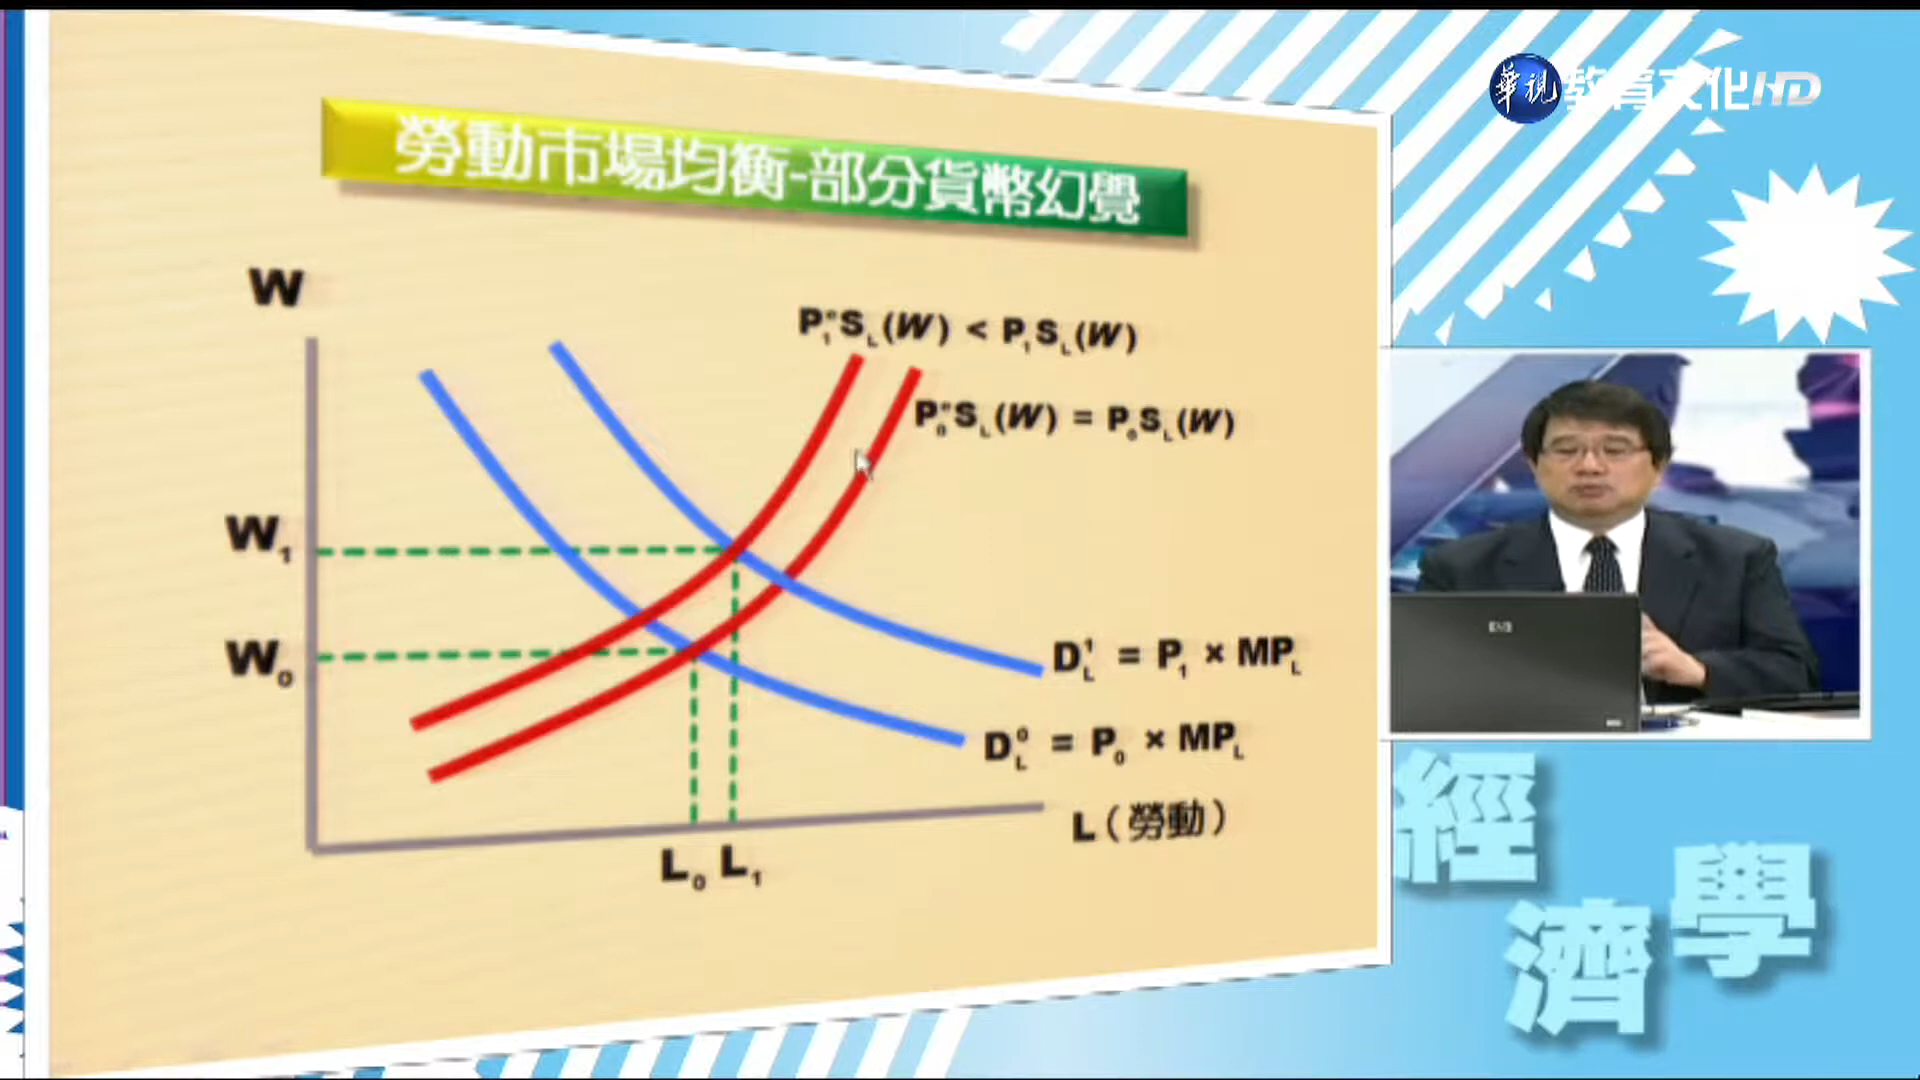 華視 教育文化HD
勞動市場均衡-部分貨幣幻覺
W
P₁ᵉS_L(W) < P₁S_L(W)
P₀ᵉS_L(W) = P₀S_L(W)
W₁
W₀
D_L¹ = P₁ × MP_L
D_L⁰ = P₀ × MP_L
L（勞動）
L₀ L₁
hp
經濟學